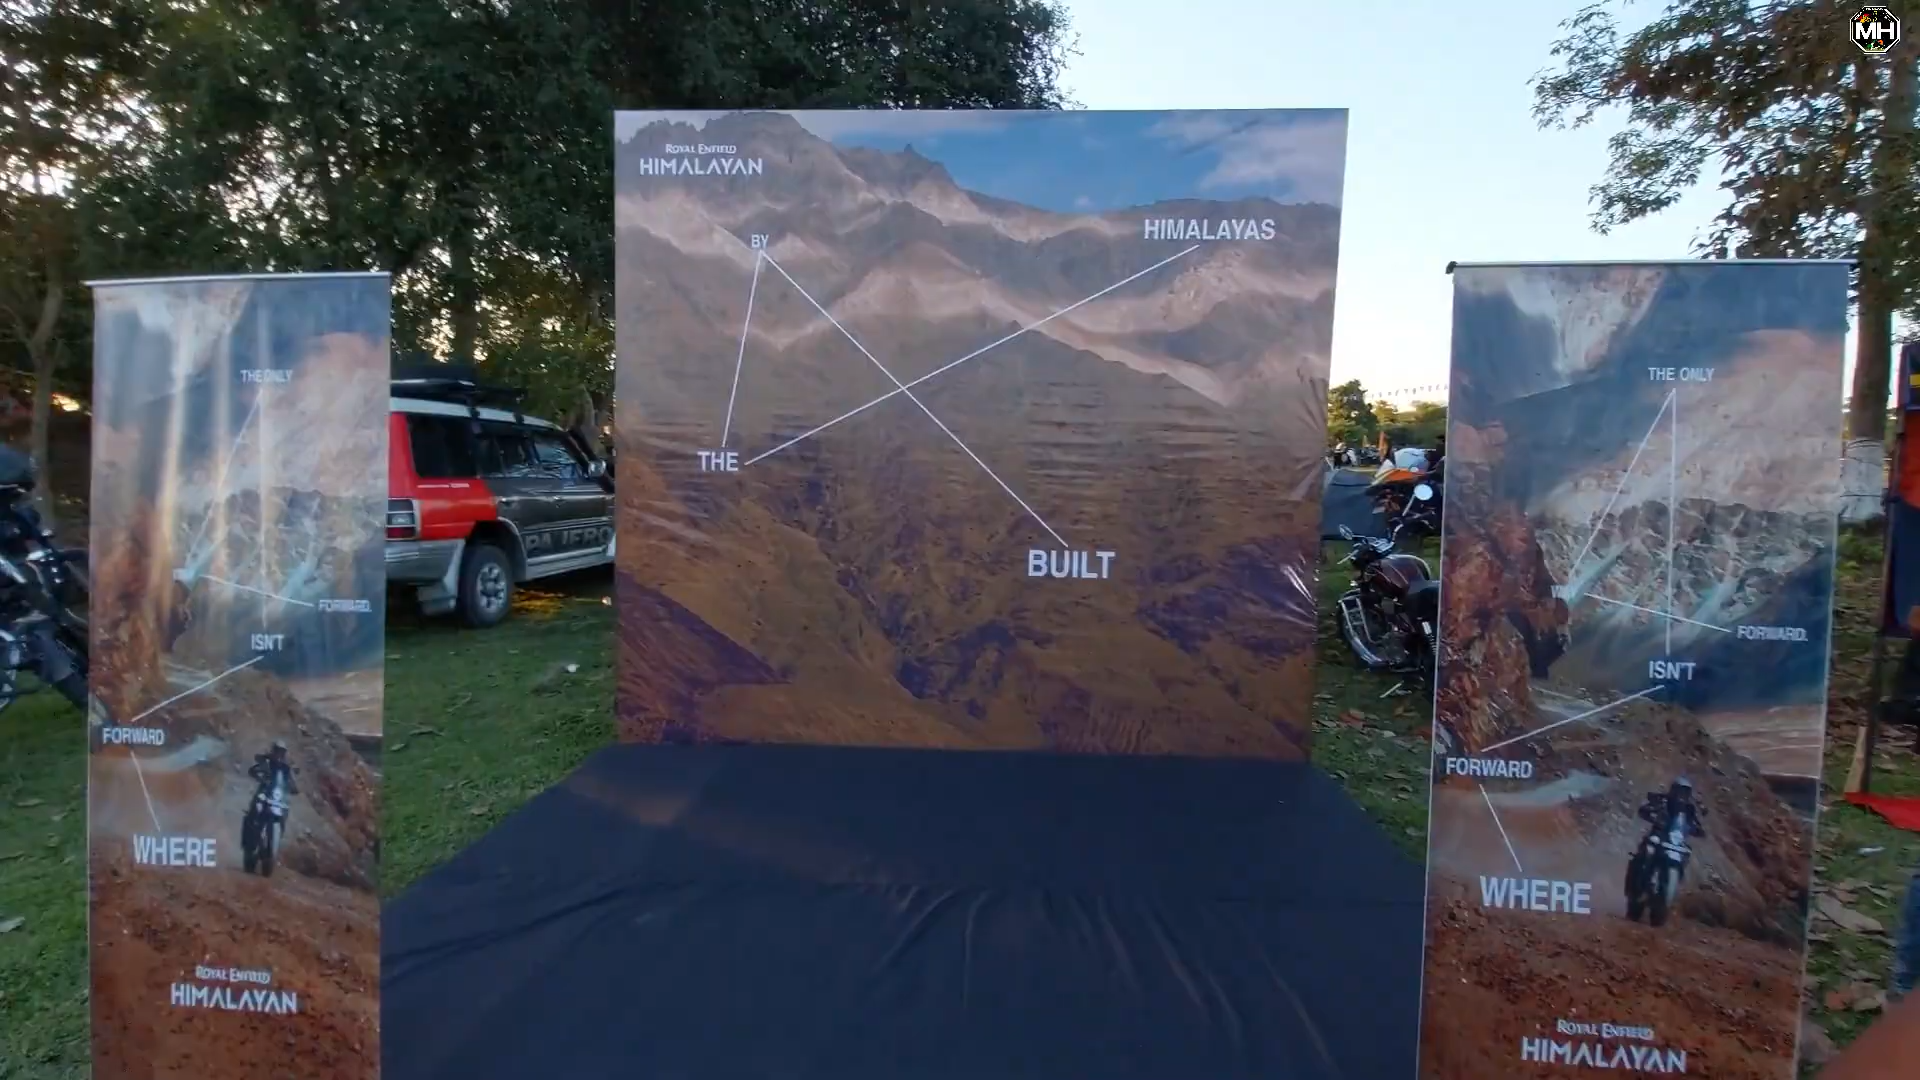 MH
ROYAL ENFIELD
HIMALAYAN
BY
HIMALAYAS
THE
BUILT
THE ONLY
FORWARD.
ISN'T
FORWARD
WHERE
ROYAL ENFIELD
HIMALAYAN
PAJERO
THE ONLY
FORWARD.
ISN'T
FORWARD
WHERE
ROYAL ENFIELD
HIMALAYAN